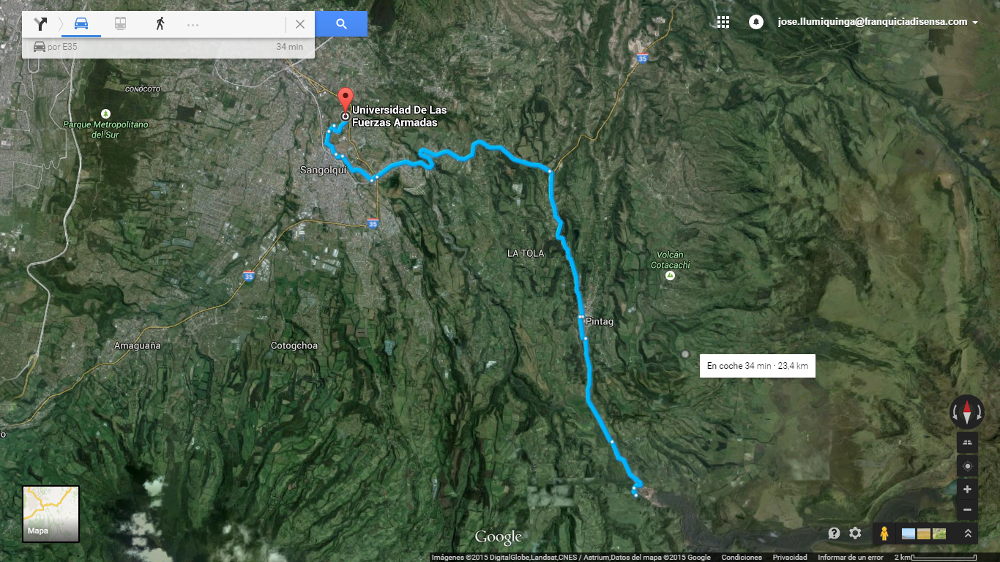 jose.llumiquinga@franquiciadisensa.com
por E35 34 min
35
CONOCOTO
Universidad De Las
Fuerzas Armadas
Parque Metropolitano
del Sur
Sangolquí
35
LA TOLA
Volcán
Cotacachi
35
Pintag
Amaguaña
Cotogchoa
En coche 34 min · 23,4 km
o
Mapa
Google
Imágenes ©2015 DigitalGlobe,Landsat,CNES / Astrium,Datos del mapa ©2015 Google Condiciones Privacidad Informar de un error 2 km